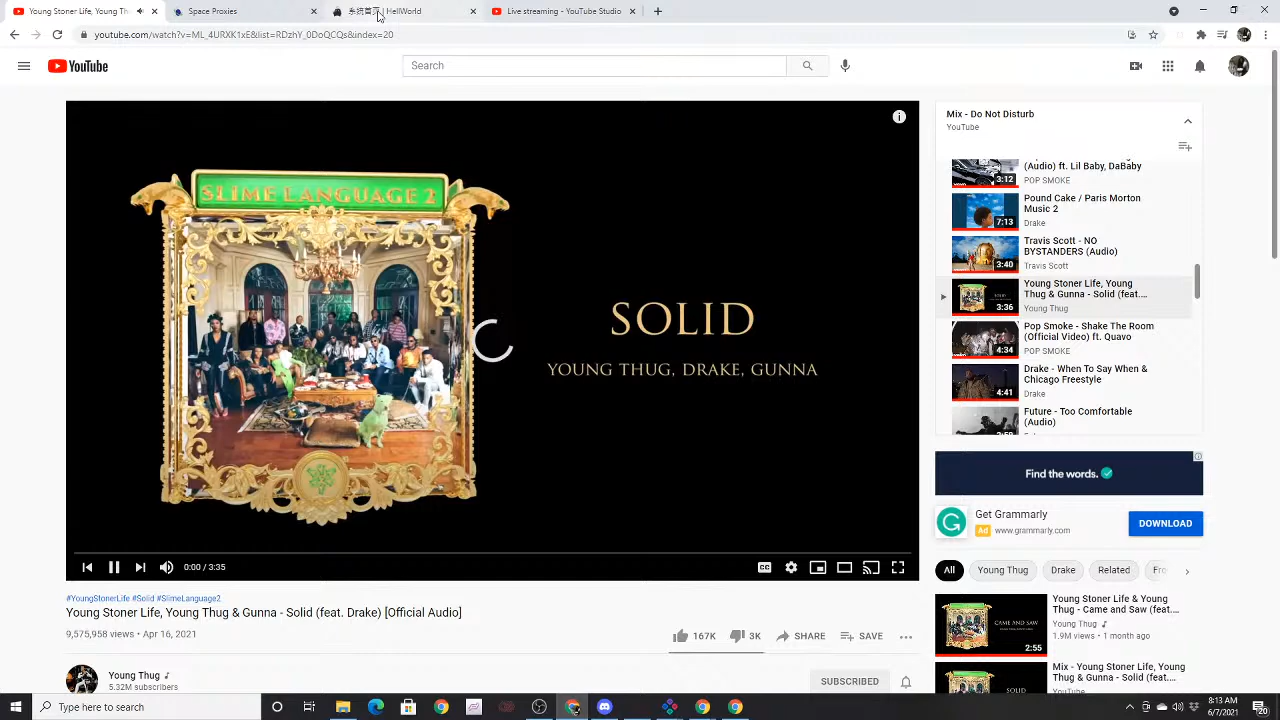 Young Stoner Life, Young Th
Space Proxies
系统首页 | HellWorld
Live streaming - YouTube Studio
youtube.com/watch?v=ML_4URXK1xE&list=RDzhY_0DoQCQs&index=20
YouTube
Search
SLIME LANGUAGE 2
SOLID
YOUNG THUG, DRAKE, GUNNA
0:00 / 3:35
#YoungStonerLife #Solid #SlimeLanguage2
Young Stoner Life, Young Thug & Gunna - Solid (feat. Drake) [Official Audio]
9,575,958 views • Apr 16, 2021
167K
3K
SHARE
SAVE
Young Thug
5.32M subscribers
SUBSCRIBED
Mix - Do Not Disturb
YouTube
(Audio) ft. Lil Baby, DaBaby
POP SMOKE
3:12
Pound Cake / Paris Morton
Music 2
Drake
7:13
Travis Scott - NO
BYSTANDERS (Audio)
Travis Scott
3:40
Young Stoner Life, Young
Thug & Gunna - Solid (feat....
Young Thug
3:36
Pop Smoke - Shake The Room
(Official Video) ft. Quavo
POP SMOKE
4:34
Drake - When To Say When &
Chicago Freestyle
Drake
4:41
Future - Too Comfortable
(Audio)
Find the words.
Get Grammarly
Ad www.grammarly.com
DOWNLOAD
All
Young Thug
Drake
Related
Fro
Young Stoner Life & Young
Thug - Came and Saw (feat....
Young Thug
1.9M views • 1 month ago
CAME AND SAW
2:55
Mix - Young Stoner Life, Young
Thug & Gunna - Solid (feat....
YouTube
SOLID
Type here to search
8:13 AM
6/7/2021
20